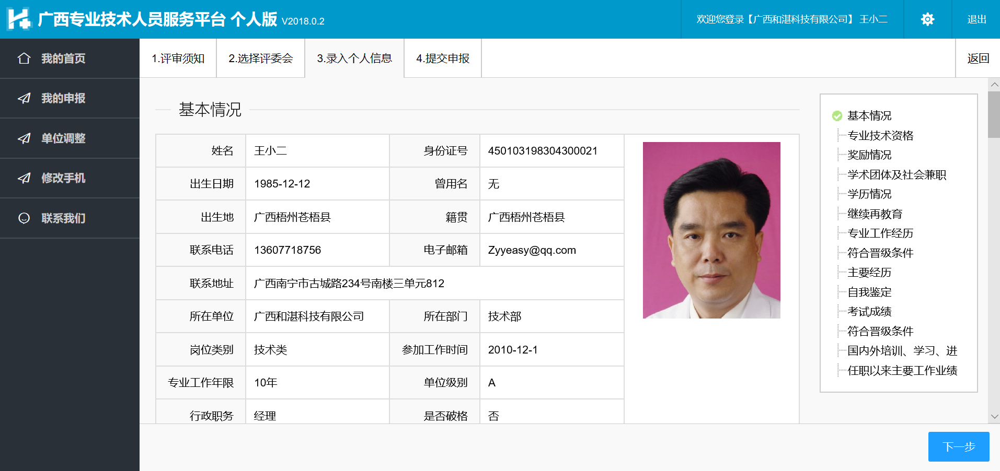 广西专业技术人员服务平台 个人版 V2018.0.2
欢迎您登录【广西和湛科技有限公司】 王小二
退出
我的首页
我的申报
单位调整
修改手机
联系我们
1.评审须知
2.选择评委会
3.录入个人信息
4.提交申报
返回
基本情况
姓名 王小二 身份证号 450103198304300021
出生日期 1985-12-12 曾用名 无
出生地 广西梧州苍梧县 籍贯 广西梧州苍梧县
联系电话 13607718756 电子邮箱 Zyyeasy@qq.com
联系地址 广西南宁市古城路234号南楼三单元812
所在单位 广西和湛科技有限公司 所在部门 技术部
岗位类别 技术类 参加工作时间 2010-12-1
专业工作年限 10年 单位级别 A
行政职务 经理 是否破格 否
基本情况
专业技术资格
奖励情况
学术团体及社会兼职
学历情况
继续再教育
专业工作经历
符合晋级条件
主要经历
自我鉴定
考试成绩
符合晋级条件
国内外培训、学习、进
任职以来主要工作业绩
下一步